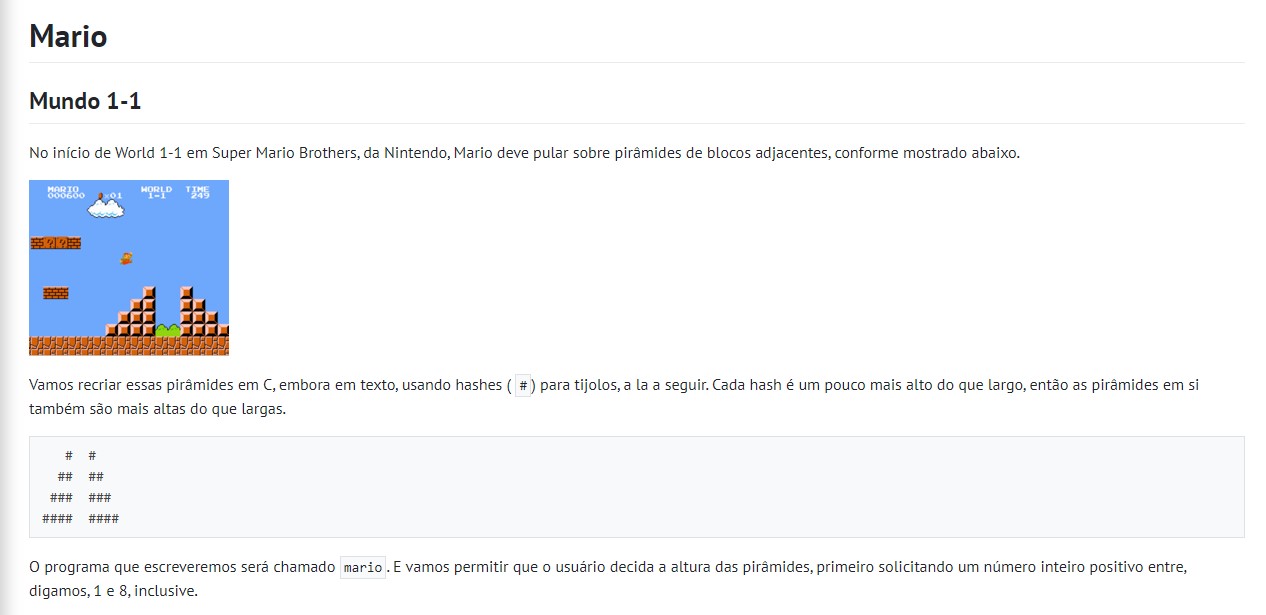 Mario
Mundo 1-1
No início de World 1-1 em Super Mario Brothers, da Nintendo, Mario deve pular sobre pirâmides de blocos adjacentes, conforme mostrado abaixo.
MARIO WORLD TIME
000600 ×01 1-1 249
Vamos recriar essas pirâmides em C, embora em texto, usando hashes ( # ) para tijolos, a la a seguir. Cada hash é um pouco mais alto do que largo, então as pirâmides em si
também são mais altas do que largas.
   #  #
  ##  ##
 ###  ###
####  ####
O programa que escreveremos será chamado mario . E vamos permitir que o usuário decida a altura das pirâmides, primeiro solicitando um número inteiro positivo entre,
digamos, 1 e 8, inclusive.